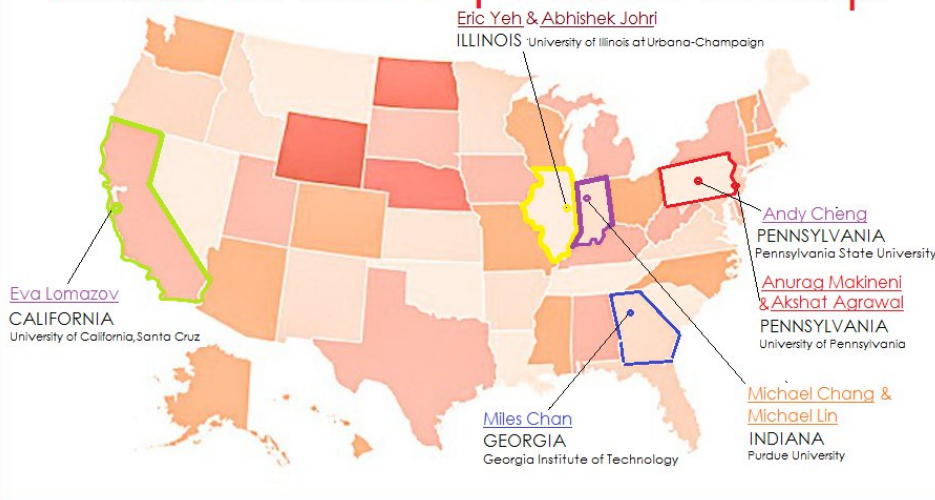 Eric Yeh & Abhishek Johri
ILLINOIS University of Illinois at Urbana-Champaign
Andy Cheng
PENNSYLVANIA
Pennsylvania State University
Anurag Makineni
& Akshat Agrawal
PENNSYLVANIA
University of Pennsylvania
Eva Lomazov
CALIFORNIA
University of California, Santa Cruz
Michael Chang &
Michael Lin
INDIANA
Purdue University
Miles Chan
GEORGIA
Georgia Institute of Technology